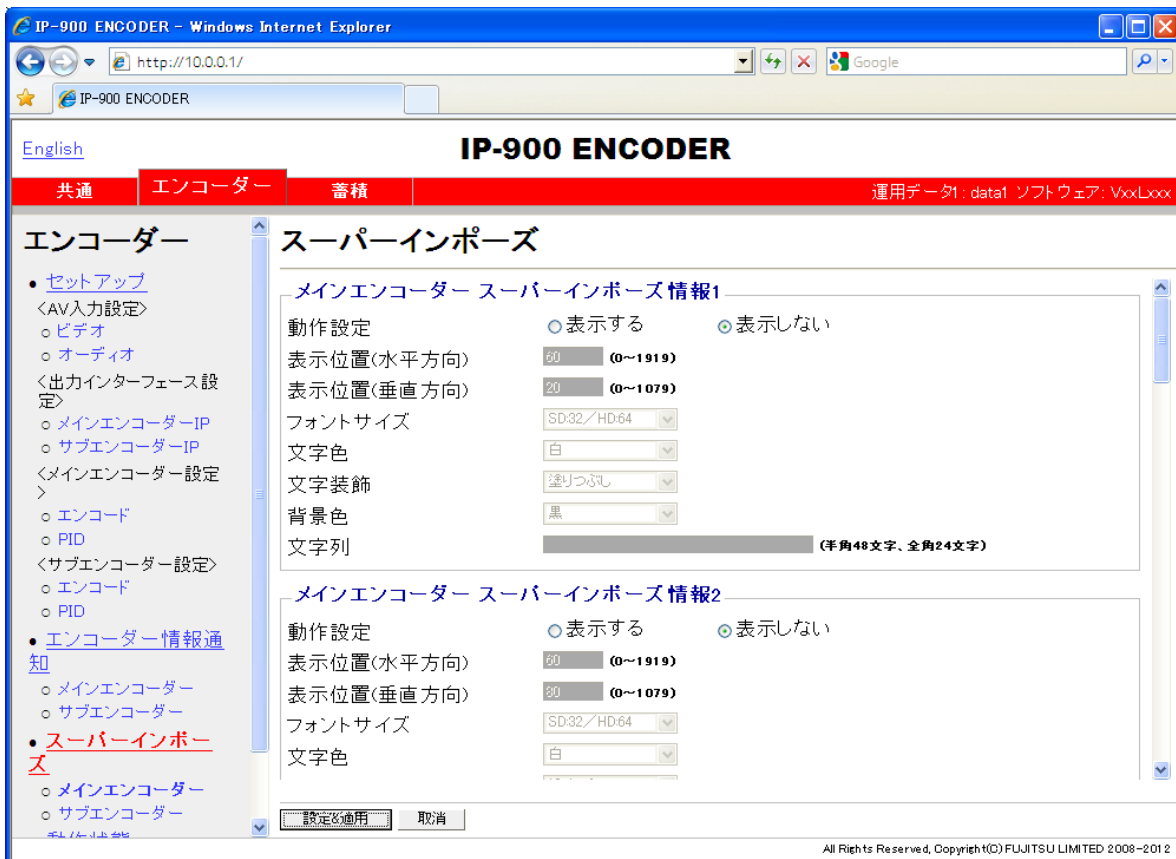 IP-900 ENCODER - Windows Internet Explorer
http://10.0.0.1/
Google
IP-900 ENCODER
English
IP-900 ENCODER
共通
エンコーダー
蓄積
運用データ1 : data1 ソフトウェア: VxxLxxx
エンコーダー
セットアップ
<AV入力設定>
ビデオ
オーディオ
<出力インターフェース設
定>
メインエンコーダーIP
サブエンコーダーIP
<メインエンコーダー設定
>
エンコード
PID
<サブエンコーダー設定>
エンコード
PID
エンコーダー情報通
知
メインエンコーダー
サブエンコーダー
スーパーインポー
ズ
メインエンコーダー
サブエンコーダー
動作状態
スーパーインポーズ
メインエンコーダー スーパーインポーズ情報1
動作設定 表示する 表示しない
表示位置(水平方向) 60 (0~1919)
表示位置(垂直方向) 20 (0~1079)
フォントサイズ SD:32/HD:64
文字色 白
文字装飾 塗りつぶし
背景色 黒
文字列 (半角48文字、全角24文字)
メインエンコーダー スーパーインポーズ情報2
動作設定 表示する 表示しない
表示位置(水平方向) 60 (0~1919)
表示位置(垂直方向) 80 (0~1079)
フォントサイズ SD:32/HD:64
文字色 白
設定&適用 取消
All Rights Reserved, Copyright(C) FUJITSU LIMITED 2008-2012